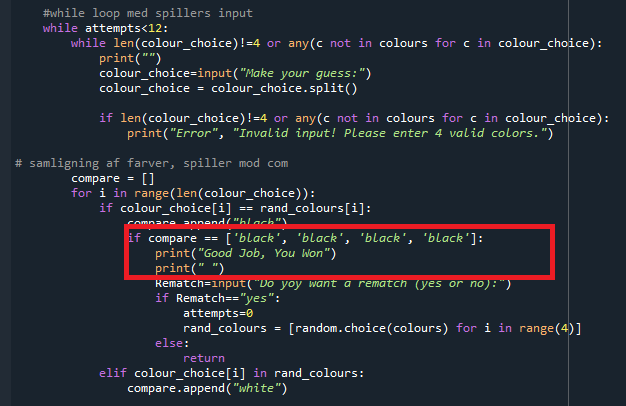 #while loop med spillers input
while attempts<12:
while len(colour_choice)!=4 or any(c not in colours for c in colour_choice):
print("")
colour_choice=input("Make your guess:")
colour_choice = colour_choice.split()
if len(colour_choice)!=4 or any(c not in colours for c in colour_choice):
print("Error", "Invalid input! Please enter 4 valid colors.")
# samligning af farver, spiller mod com
compare = []
for i in range(len(colour_choice)):
if colour_choice[i] == rand_colours[i]:
compare.append("black")
if compare == ['black', 'black', 'black', 'black']:
print("Good Job, You Won")
print(" ")
Rematch=input("Do yoy want a rematch (yes or no):")
if Rematch=="yes":
attempts=0
rand_colours = [random.choice(colours) for i in range(4)]
else:
return
elif colour_choice[i] in rand_colours:
compare.append("white")